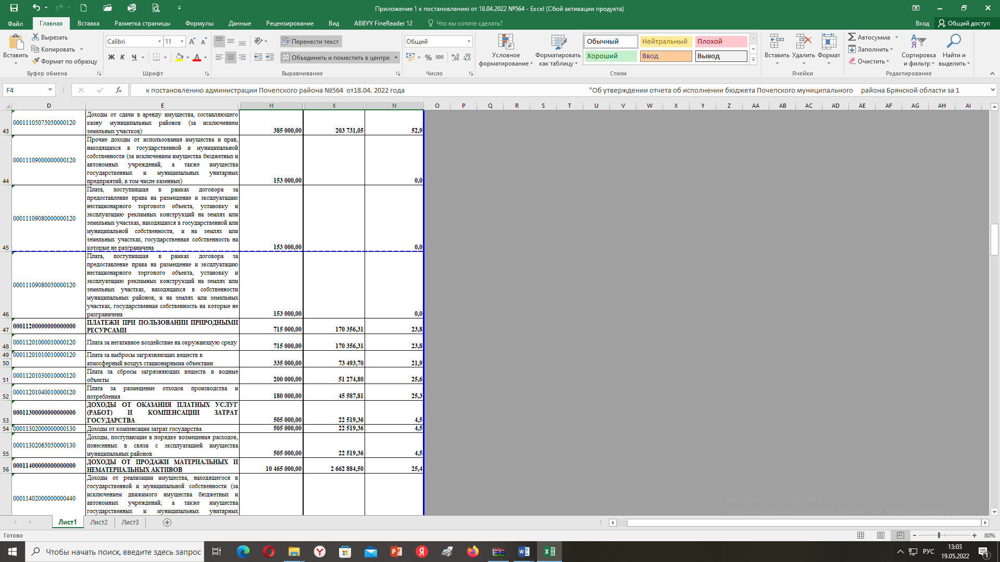 Приложение 1 к постановлению от 18.04.2022 №564 - Excel (Сбой активации продукта)
Файл Главная Вставка Разметка страницы Формулы Данные Рецензирование Вид ABBYY FineReader 12 Что вы хотите сделать? Вход Общий доступ
Вставить
Вырезать
Копировать
Формат по образцу
Буфер обмена
Calibri 11
Ж К Ч
Шрифт
Перенести текст
Объединить и поместить в центре
Выравнивание
Общий
% 000
Число
Условное форматирование
Форматировать как таблицу
Обычный Нейтральный Плохой
Хороший Ввод Вывод
Стили
Вставить Удалить Формат
Ячейки
Автосумма
Заполнить
Очистить
Сортировка и фильтр
Найти и выделить
Редактирование
F4 fx к постановлению администрации Почепского района №564 от18.04. 2022 года "Об утверждении отчета об исполнении бюджета Почепского муниципального района Брянской области за 1
D E H K N O P Q R S T U V W X Y Z AA AB AC AD AE AF AG AH AI
43 00011105075050000120
Доходы от сдачи в аренду имущества, составляющего
казну муниципальных районов (за исключением
земельных участков)
385 000,00 203 731,05 52,9
44 00011109000000000120
Прочие доходы от использования имущества и прав,
находящихся в государственной и муниципальной
собственности (за исключением имущества бюджетных и
автономных учреждений, а также имущества
государственных и муниципальных унитарных
предприятий, в том числе казенных)
153 000,00 0,0
45 00011109080000000120
Плата, поступившая в рамках договора за
предоставление права на размещение и эксплуатацию
нестационарного торгового объекта, установку и
эксплуатацию рекламных конструкций на землях или
земельных участках, находящихся в государственной или
муниципальной собственности, и на землях или
земельных участках, государственная собственность на
которые не разграничена
153 000,00 0,0
46 00011109080050000120
Плата, поступившая в рамках договора за
предоставление права на размещение и эксплуатацию
нестационарного торгового объекта, установку и
эксплуатацию рекламных конструкций на землях или
земельных участках, находящихся в собственности
муниципальных районов, и на землях или земельных
участках, государственная собственность на которые не
разграничена
153 000,00 0,0
47 00011200000000000000
ПЛАТЕЖИ ПРИ ПОЛЬЗОВАНИИ ПРИРОДНЫМИ
РЕСУРСАМИ
715 000,00 170 356,31 23,8
48 00011201000010000120 Плата за негативное воздействие на окружающую среду 715 000,00 170 356,31 23,8
49 00011201010010000120 Плата за выбросы загрязняющих веществ в
50 атмосферный воздух стационарными объектами 335 000,00 73 493,70 21,9
51 00011201030010000120
Плата за сбросы загрязняющих веществ в водные
объекты
200 000,00 51 274,80 25,6
52 00011201040010000120
Плата за размещение отходов производства и
потребления
180 000,00 45 587,81 25,3
53 00011300000000000000
ДОХОДЫ ОТ ОКАЗАНИЯ ПЛАТНЫХ УСЛУГ
(РАБОТ) И КОМПЕНСАЦИИ ЗАТРАТ
ГОСУДАРСТВА
505 000,00 22 519,36 4,5
54 00011302000000000130 Доходы от компенсации затрат государства 505 000,00 22 519,36 4,5
55 00011302065050000130
Доходы, поступающие в порядке возмещения расходов,
понесенных в связи с эксплуатацией имущества
муниципальных районов
505 000,00 22 519,36 4,5
56 00011400000000000000
ДОХОДЫ ОТ ПРОДАЖИ МАТЕРИАЛЬНЫХ И
НЕМАТЕРИАЛЬНЫХ АКТИВОВ
10 465 000,00 2 662 884,50 25,4
00011402000000000440
Доходы от реализации имущества, находящегося в
государственной и муниципальной собственности (за
исключением движимого имущества бюджетных и
автономных учреждений, а также имущества
государственных и муниципальных унитарных
Активация Windows
Лист1 Лист2 Лист3
Готово 80%
Чтобы начать поиск, введите здесь запрос
РУС 13:03
19.05.2022
1